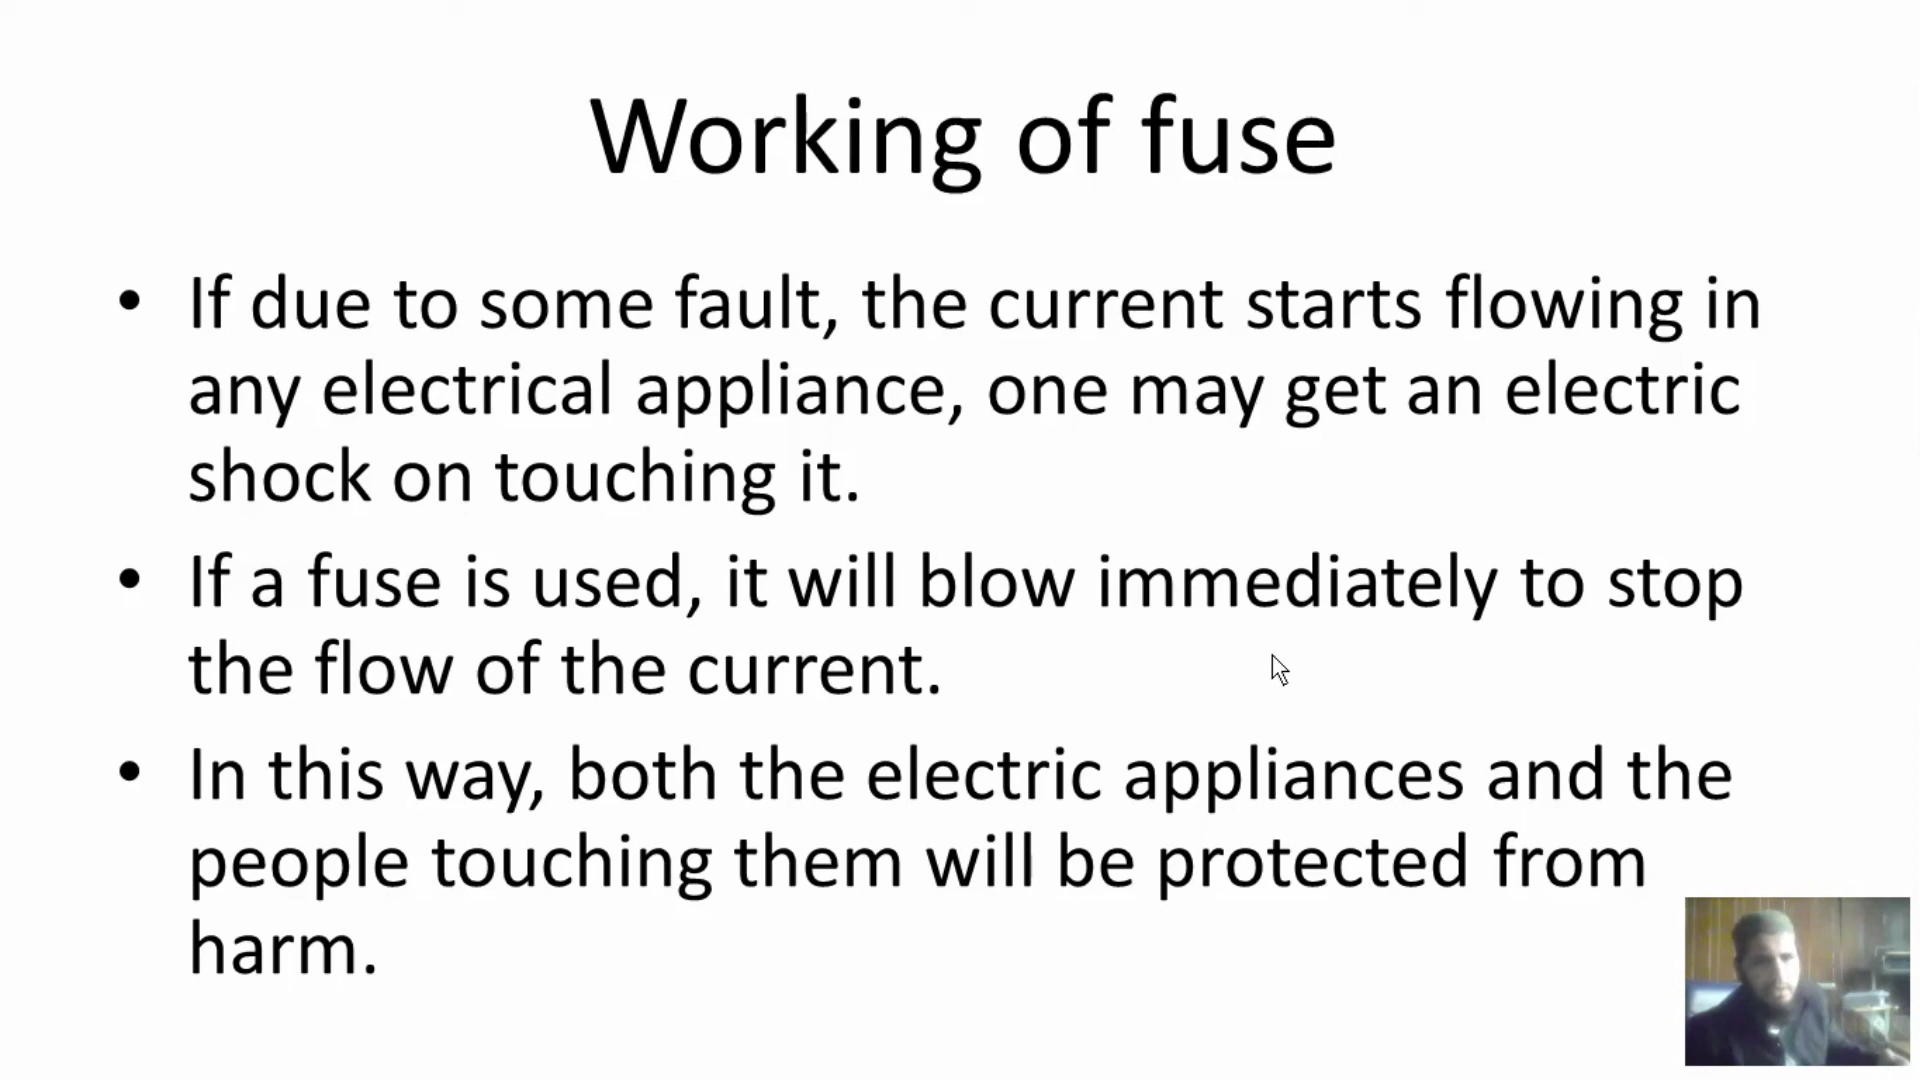 Working of fuse
• If due to some fault, the current starts flowing in
any electrical appliance, one may get an electric
shock on touching it.
• If a fuse is used, it will blow immediately to stop
the flow of the current.
• In this way, both the electric appliances and the
people touching them will be protected from
harm.